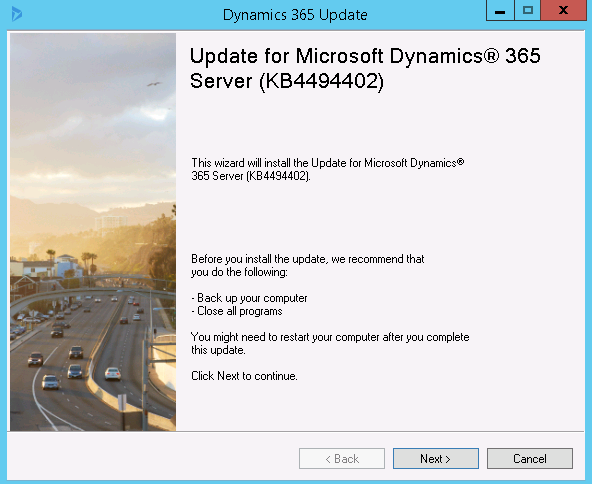 Dynamics 365 Update
Update for Microsoft Dynamics® 365
Server (KB4494402)
This wizard will install the Update for Microsoft Dynamics®
365 Server (KB4494402).
Before you install the update, we recommend that
you do the following:
- Back up your computer
- Close all programs
You might need to restart your computer after you complete
this update.
Click Next to continue.
< Back
Next >
Cancel